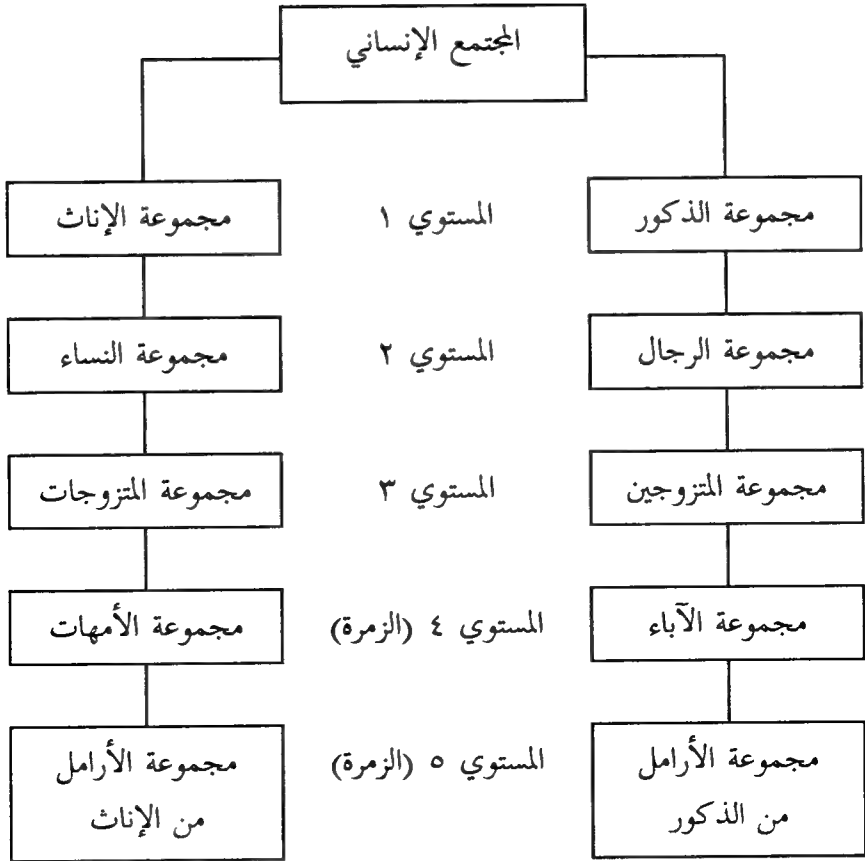 المجتمع الإنساني
مجموعة الذكور
المستوي ١
مجموعة الإناث
مجموعة الرجال
المستوي ٢
مجموعة النساء
مجموعة المتزوجين
المستوي ٣
مجموعة المتزوجات
مجموعة الآباء
المستوي ٤ (الزمرة)
مجموعة الأمهات
مجموعة الأرامل
من الذكور
المستوي ٥ (الزمرة)
مجموعة الأرامل
من الإناث